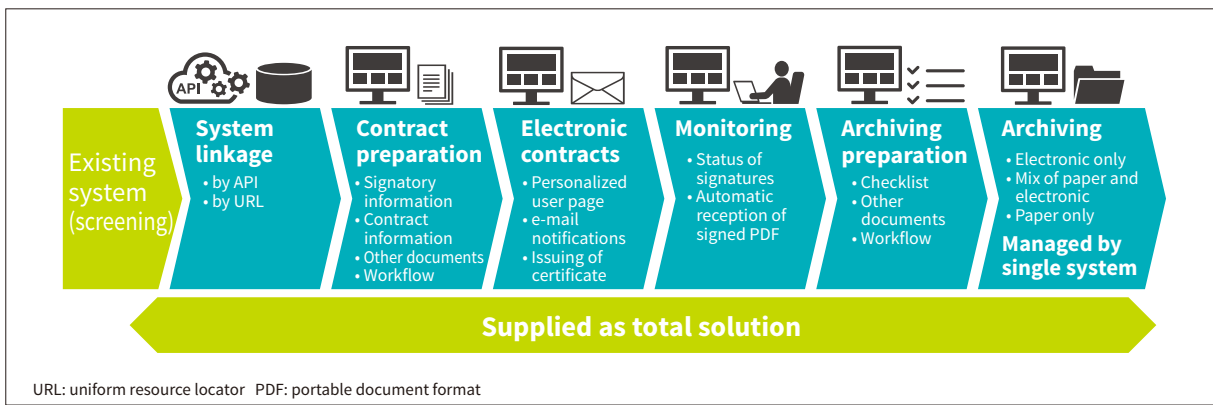 API
Existing
system
(screening)
System
linkage
• by API
• by URL
Contract
preparation
• Signatory
information
• Contract
information
• Other documents
• Workflow
Electronic
contracts
• Personalized
user page
• e-mail
notifications
• Issuing of
certificate
Monitoring
• Status of
signatures
• Automatic
reception of
signed PDF
Archiving
preparation
• Checklist
• Other
documents
• Workflow
Archiving
• Electronic only
• Mix of paper and
electronic
• Paper only
Managed by
single system
Supplied as total solution
URL: uniform resource locator PDF: portable document format